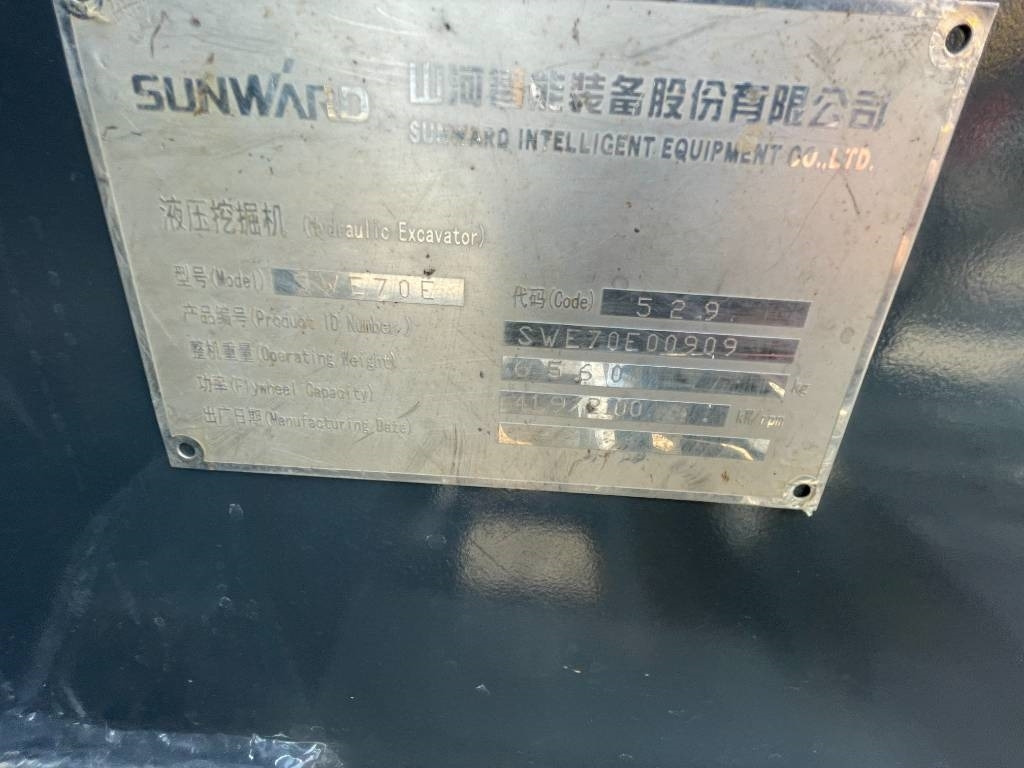 SUNWARD 山河智能装备股份有限公司
SUNWARD INTELLIGENT EQUIPMENT CO.,LTD.
液压挖掘机 (Hydraulic Excavator)
型号(Model) SWE70E 代码(Code) 529
产品编号(Product ID Number) SWE70E00909
整机重量(Operating Weight) 6560 kg
功率(Flywheel Capacity) kW/rpm
出厂日期(Manufacturing Date)